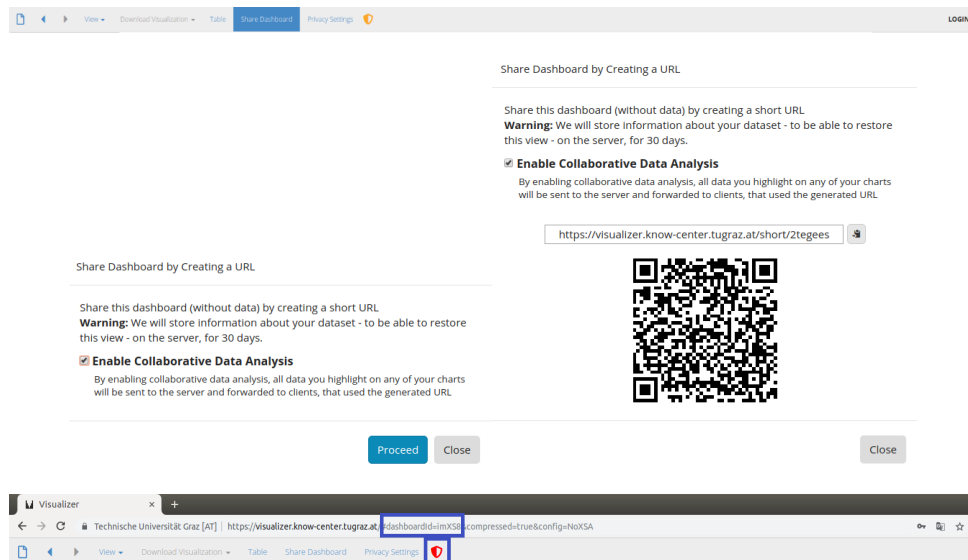 View Download Visualization Table Share Dashboard Privacy Settings LOGIN
Share Dashboard by Creating a URL
Share this dashboard (without data) by creating a short URL
Warning: We will store information about your dataset - to be able to restore
this view - on the server, for 30 days.
Enable Collaborative Data Analysis
By enabling collaborative data analysis, all data you highlight on any of your charts
will be sent to the server and forwarded to clients, that used the generated URL
Proceed Close
Share Dashboard by Creating a URL
Share this dashboard (without data) by creating a short URL
Warning: We will store information about your dataset - to be able to restore
this view - on the server, for 30 days.
Enable Collaborative Data Analysis
By enabling collaborative data analysis, all data you highlight on any of your charts
will be sent to the server and forwarded to clients, that used the generated URL
https://visualizer.know-center.tugraz.at/short/2tegees
Close
Visualizer × +
Technische Universität Graz [AT] | https://visualizer.know-center.tugraz.at/#dashboardId=imXS8&compressed=true&config=NoXSA
View Download Visualization Table Share Dashboard Privacy Settings